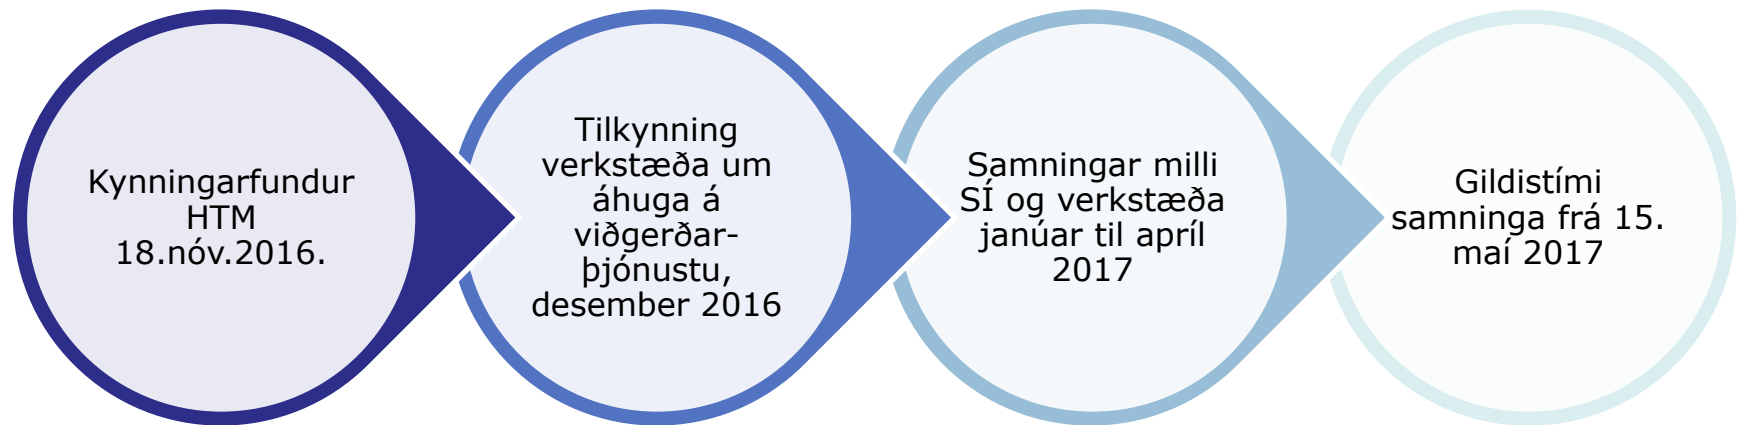 Kynningarfundur
HTM
18.nóv.2016.
Tilkynning
verkstæða um
áhuga á
viðgerðar-
þjónustu,
desember 2016
Samningar milli
SÍ og verkstæða
janúar til apríl
2017
Gildistími
samninga frá 15.
maí 2017